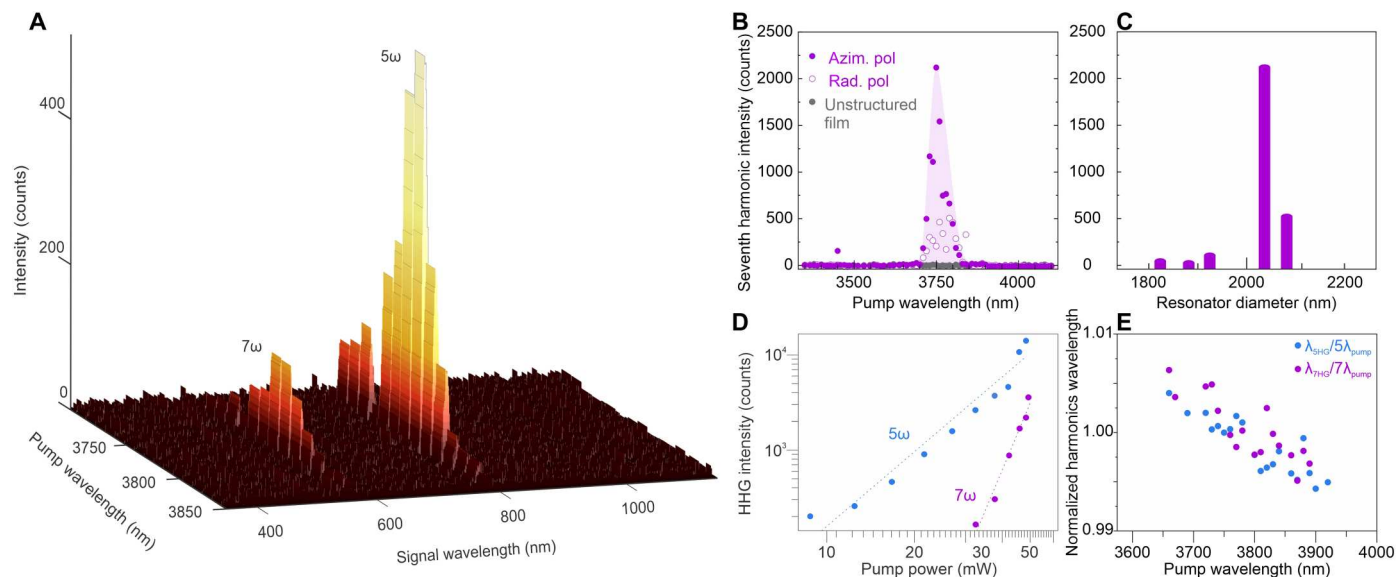 A
5ω
7ω
400
200
0
Intensity (counts)
3750
3800
3850
Pump wavelength (nm)
400
600
800
1000
Signal wavelength (nm)
B
2500
2000
1500
1000
500
0
Seventh harmonic intensity (counts)
Azim. pol
Rad. pol
Unstructured
film
3500
3750
4000
Pump wavelength (nm)
C
2500
2000
1500
1000
500
0
1800
2000
2200
Resonator diameter (nm)
D
10⁴
10³
HHG intensity (counts)
5ω
7ω
10
20
30
50
Pump power (mW)
E
1.01
1.00
0.99
Normalized harmonics wavelength
λ5HG/5λpump
λ7HG/7λpump
3600
3700
3800
3900
4000
Pump wavelength (nm)